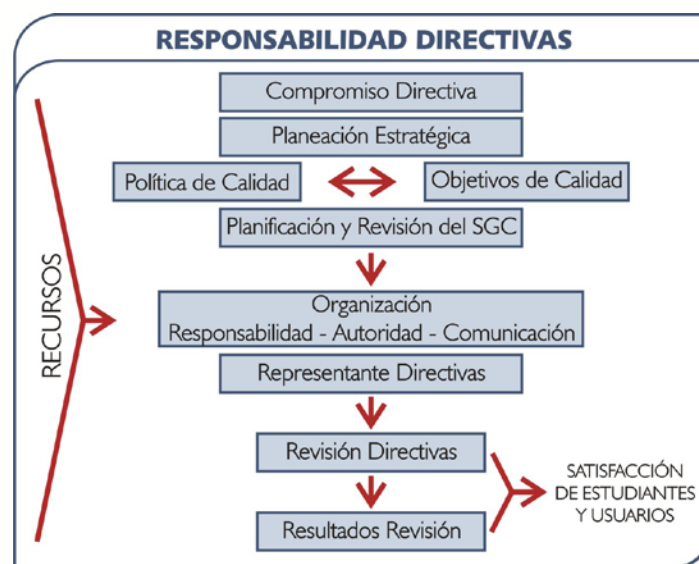 RESPONSABILIDAD DIRECTIVAS
Compromiso Directiva
Planeación Estratégica
Política de Calidad
Objetivos de Calidad
Planificación y Revisión del SGC
RECURSOS
Organización
Responsabilidad - Autoridad - Comunicación
Representante Directivas
Revisión Directivas
Resultados Revisión
SATISFACCIÓN
DE ESTUDIANTES
Y USUARIOS